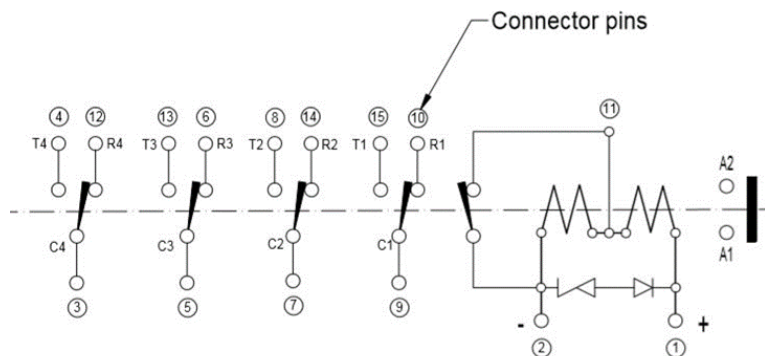 Connector pins
4 12 13 6 8 14 15 10 11
T4 R4 T3 R3 T2 R2 T1 R1
A2
C4 C3 C2 C1 A1
3 5 7 9 - 2 1 +